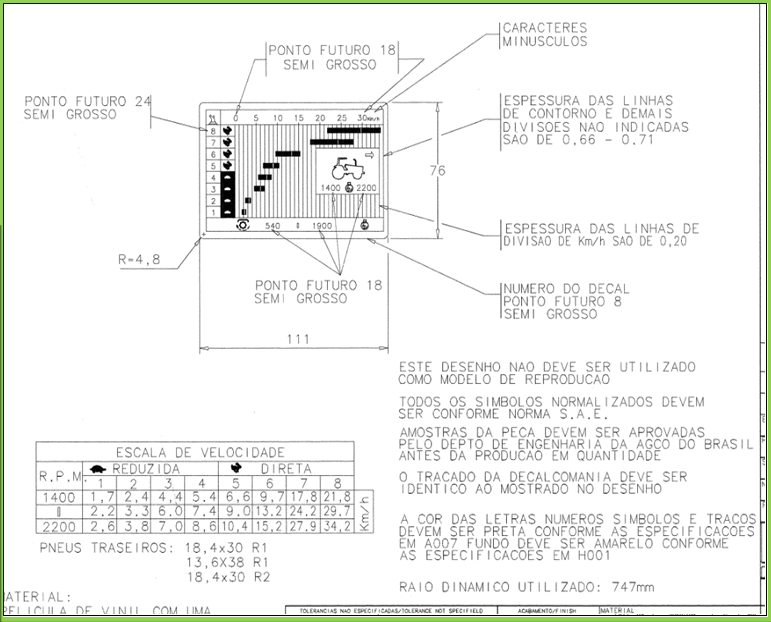 CARACTERES
MINUSCULOS
PONTO FUTURO 18
SEMI GROSSO
PONTO FUTURO 24
SEMI GROSSO
ESPESSURA DAS LINHAS
DE CONTORNO E DEMAIS
DIVISOES NAO INDICADAS
SAO DE 0,66 - 0.71
0 5 10 15 20 25 30KM/H
8
7
6
5
4
3
2
1
1400 2200
540 1900
76
ESPESSURA DAS LINHAS DE
DIVISAO DE Km/h SAO DE 0,20
R=4,8
PONTO FUTURO 18
SEMI GROSSO
NUMERO DO DECAL
PONTO FUTURO 8
SEMI GROSSO
111
ESTE DESENHO NAO DEVE SER UTILIZADO
COMO MODELO DE REPRODUCAO
TODOS OS SIMBOLOS NORMALIZADOS DEVEM
SER CONFORME NORMA S.A.E.
AMOSTRAS DA PECA DEVEM SER APROVADAS
PELO DEPTO DE ENGENHARIA DA AGCO DO BRASIL
ANTES DA PRODUCAO EM QUANTIDADE
O TRACADO DA DECALCOMANIA DEVE SER
IDENTICO AO MOSTRADO NO DESENHO
A COR DAS LETRAS NUMEROS SIMBOLOS E TRACOS
DEVEM SER PRETA CONFORME AS ESPECIFICACOES
EM A007 FUNDO DEVE SER AMARELO CONFORME
AS ESPECIFICACOES EM H001
RAIO DINAMICO UTILIZADO: 747mm
ESCALA DE VELOCIDADE
R.P.M. REDUZIDA DIRETA
1 2 3 4 5 6 7 8
1400 1,7 2,4 4,4 5.4 6,6 9,7 17,8 21,8
2.2 3.3 6,0 7.4 9,0 13,2 24.2 29.7
2200 2,6 3,8 7,0 8,6 10,4 15,2 27,9 34,2
Km/h
PNEUS TRASEIROS: 18,4x30 R1
13,6X38 R1
18,4x30 R2
MATERIAL:
PELICULA DE VINIL COM UMA
TOLERANCIAS NAO ESPECIFICADAS/TOLERANCE NOT SPECIFIELD
ACABAMENTO/FINISH
MATERIAL